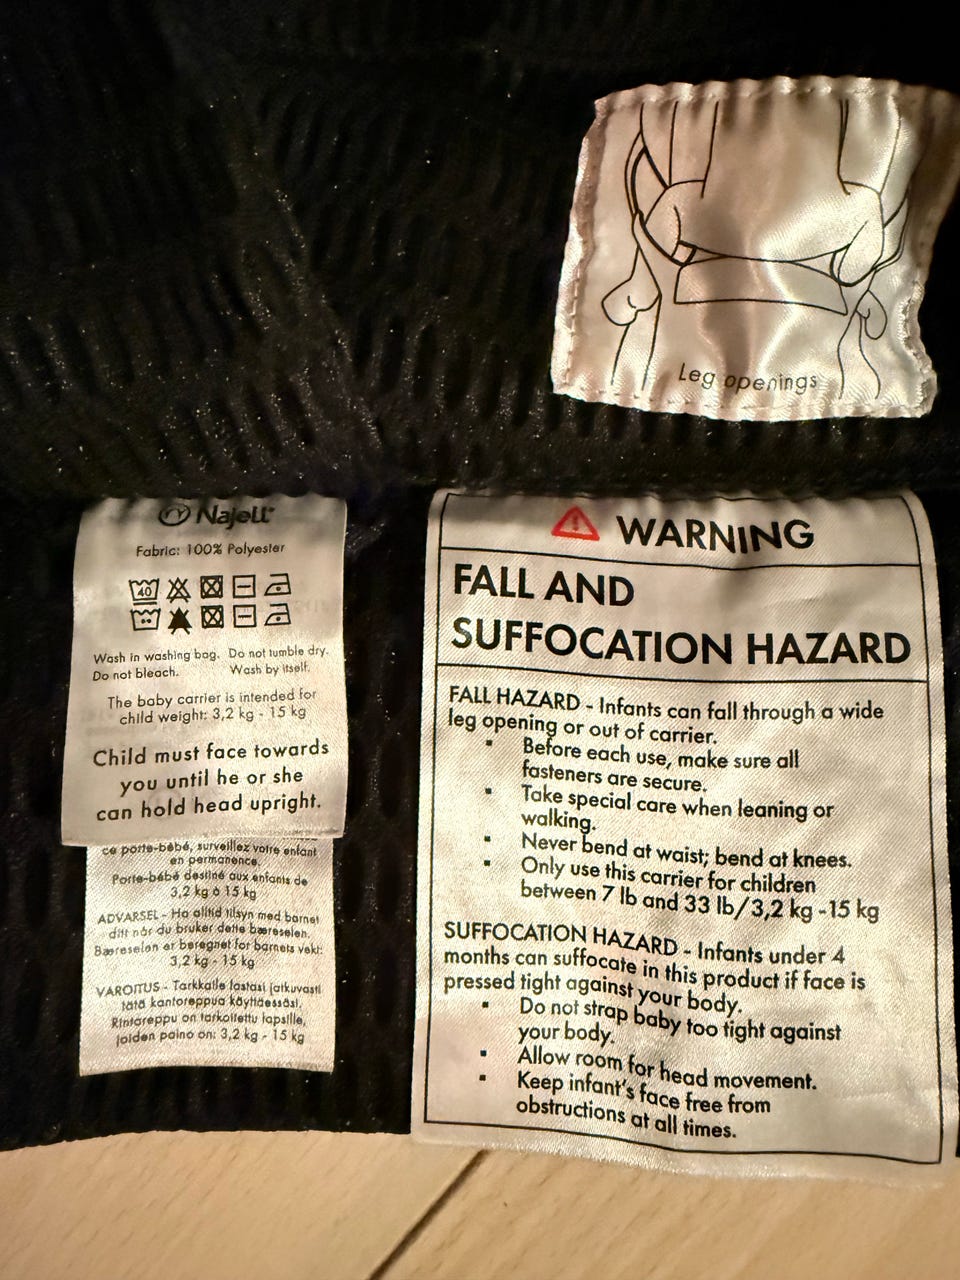 Leg openings
Najell®
Fabric: 100% Polyester
40
Wash in washing bag. Do not tumble dry.
Do not bleach. Wash by itself.
The baby carrier is intended for
child weight: 3,2 kg - 15 kg
Child must face towards
you until he or she
can hold head upright.
ce porte-bébé, surveillez votre enfant
en permanence.
Porte-bébé destiné aux enfants de
3,2 kg à 15 kg
ADVARSEL - Ha alltid tilsyn med barnet
ditt når du bruker dette bæreselen.
Bæreselen er beregnet for barnets vekt:
3,2 kg - 15 kg
VAROITUS - Tarkkaile lastasi jatkuvasti
tätä kantoreppua käyttäessäsi.
Rintareppu on tarkoitettu lapsille,
joiden paino on: 3,2 kg - 15 kg
WARNING
FALL AND
SUFFOCATION HAZARD
FALL HAZARD - Infants can fall through a wide
leg opening or out of carrier.
▪ Before each use, make sure all
fasteners are secure.
▪ Take special care when leaning or
walking.
▪ Never bend at waist; bend at knees.
▪ Only use this carrier for children
between 7 lb and 33 lb/3,2 kg -15 kg
SUFFOCATION HAZARD - Infants under 4
months can suffocate in this product if face is
pressed tight against your body.
▪ Do not strap baby too tight against
your body.
▪ Allow room for head movement.
▪ Keep infant's face free from
obstructions at all times.